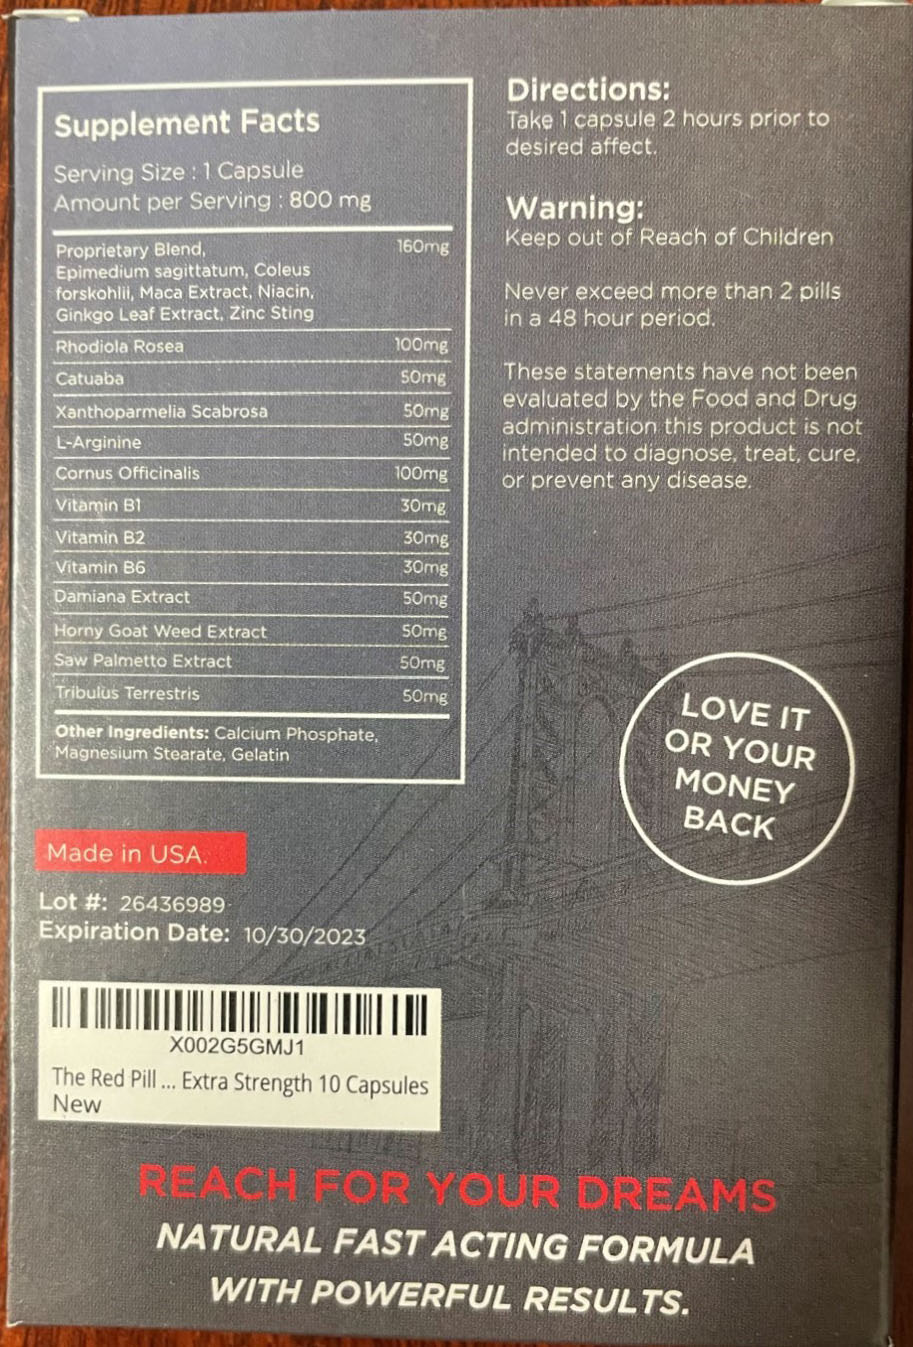 Supplement Facts
Serving Size : 1 Capsule
Amount per Serving : 800 mg
Proprietary Blend, 160mg
Epimedium sagittatum, Coleus
forskohlii, Maca Extract, Niacin,
Ginkgo Leaf Extract, Zinc Sting
Rhodiola Rosea 100mg
Catuaba 50mg
Xanthoparmelia Scabrosa 50mg
L-Arginine 50mg
Cornus Officinalis 100mg
Vitamin B1 30mg
Vitamin B2 30mg
Vitamin B6 30mg
Damiana Extract 50mg
Horny Goat Weed Extract 50mg
Saw Palmetto Extract 50mg
Tribulus Terrestris 50mg
Other Ingredients: Calcium Phosphate,
Magnesium Stearate, Gelatin
Directions:
Take 1 capsule 2 hours prior to
desired affect.
Warning:
Keep out of Reach of Children
Never exceed more than 2 pills
in a 48 hour period.
These statements have not been
evaluated by the Food and Drug
administration this product is not
intended to diagnose, treat, cure,
or prevent any disease.
LOVE IT
OR YOUR
MONEY
BACK
Made in USA.
Lot #: 26436989
Expiration Date: 10/30/2023
X002G5GMJ1
The Red Pill ... Extra Strength 10 Capsules
New
REACH FOR YOUR DREAMS
NATURAL FAST ACTING FORMULA
WITH POWERFUL RESULTS.